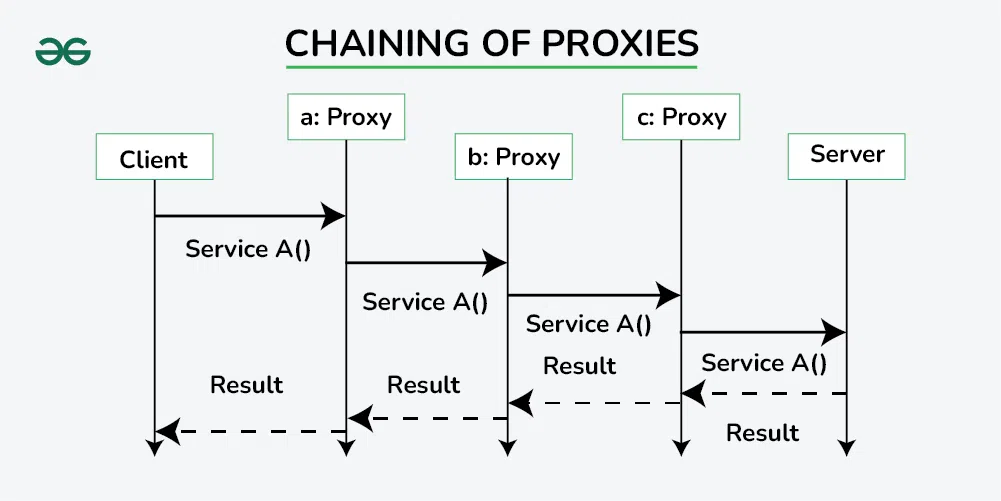 CHAINING OF PROXIES
a: Proxy
c: Proxy
Client
b: Proxy
Server
Service A()
Service A()
Service A()
Service A()
Result
Result
Result
Result